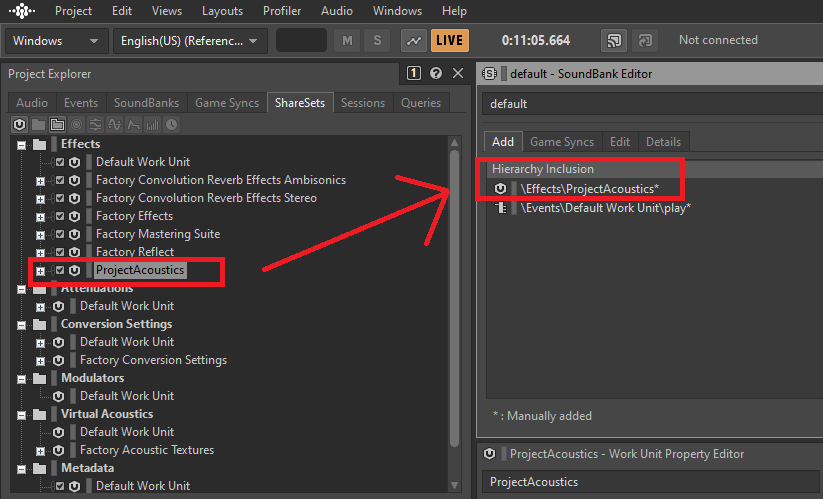 Project Edit Views Layouts Profiler Audio Windows Help
Windows English(US) (Referenc... M S LIVE 0:11:05.664 Not connected
Project Explorer 1
Audio Events SoundBanks Game Syncs ShareSets Sessions Queries
Effects
Default Work Unit
Factory Convolution Reverb Effects Ambisonics
Factory Convolution Reverb Effects Stereo
Factory Effects
Factory Mastering Suite
Factory Reflect
ProjectAcoustics
Attenuations
Default Work Unit
Conversion Settings
Default Work Unit
Factory Conversion Settings
Modulators
Default Work Unit
Virtual Acoustics
Default Work Unit
Factory Acoustic Textures
Metadata
Default Work Unit
default - SoundBank Editor
default
Add Game Syncs Edit Details
Hierarchy Inclusion
\Effects\ProjectAcoustics*
\Events\Default Work Unit\play*
* : Manually added
ProjectAcoustics - Work Unit Property Editor
ProjectAcoustics